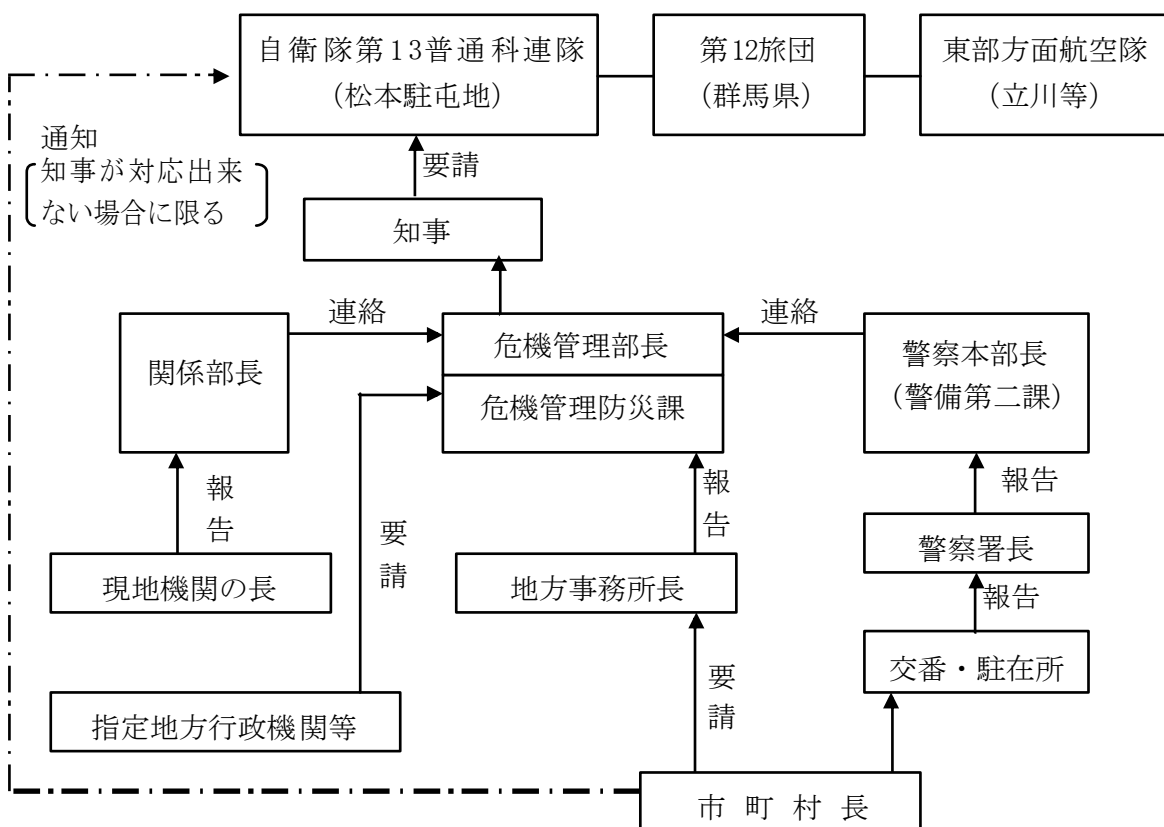 自衛隊第13普通科連隊
(松本駐屯地)
第12旅団
(群馬県)
東部方面航空隊
(立川等)
通知
知事が対応出来
ない場合に限る
要請
知事
連絡
連絡
関係部長
危機管理部長
危機管理防災課
警察本部長
(警備第二課)
報告
要請
報告
報告
現地機関の長
地方事務所長
警察署長
報告
交番・駐在所
要請
指定地方行政機関等
市町村長